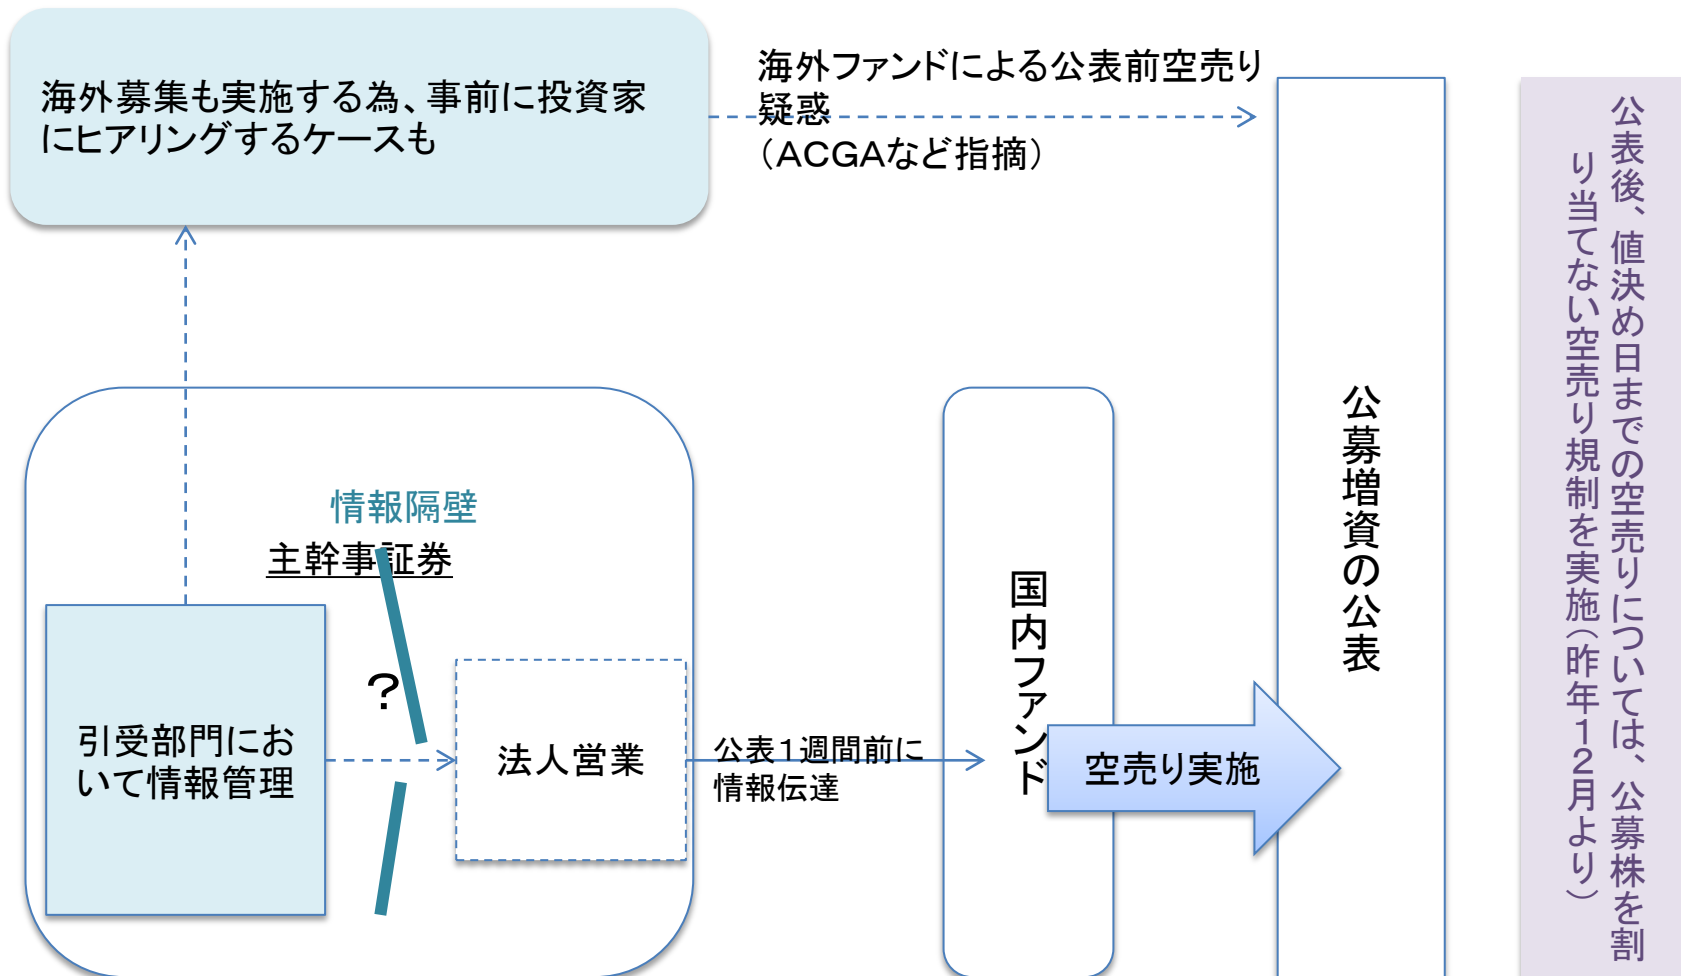 海外募集も実施する為、事前に投資家
にヒアリングするケースも
海外ファンドによる公表前空売り
疑惑
（ACGAなど指摘）
情報隔壁
主幹事証券
？
引受部門にお
いて情報管理
法人営業
公表1週間前に
情報伝達
国内ファンド
空売り実施
公募増資の公表
公表後、値決め日までの空売りについては、公募株を割
り当てない空売り規制を実施（昨年12月より）